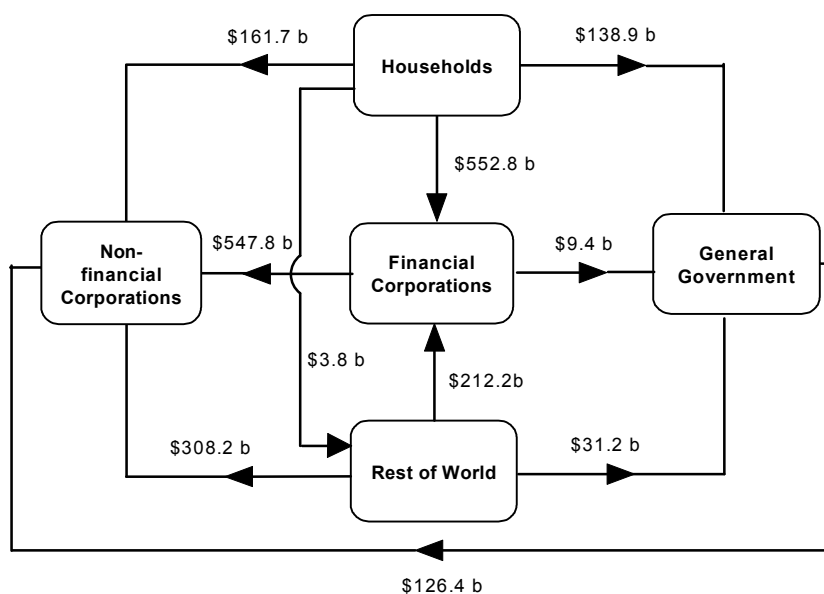 $161.7 b
$138.9 b
Households
$552.8 b
Non-
financial
Corporations
$547.8 b
Financial
Corporations
$9.4 b
General
Government
$3.8 b
$212.2b
$308.2 b
Rest of World
$31.2 b
$126.4 b